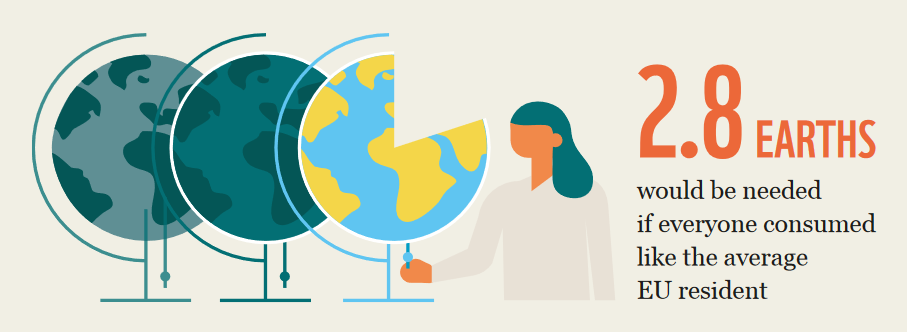 2.8 EARTHS
would be needed
if everyone consumed
like the average
EU resident